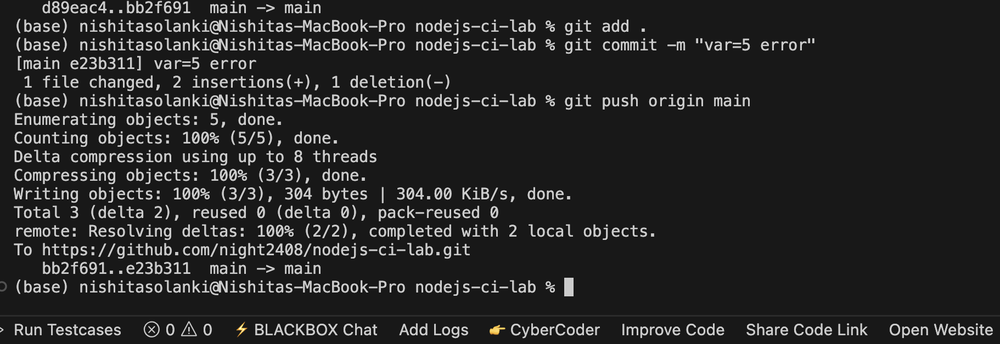 d89eac4..bb2f691  main -> main
(base) nishitasolanki@Nishitas-MacBook-Pro nodejs-ci-lab % git add .
(base) nishitasolanki@Nishitas-MacBook-Pro nodejs-ci-lab % git commit -m "var=5 error"
[main e23b311] var=5 error
 1 file changed, 2 insertions(+), 1 deletion(-)
(base) nishitasolanki@Nishitas-MacBook-Pro nodejs-ci-lab % git push origin main
Enumerating objects: 5, done.
Counting objects: 100% (5/5), done.
Delta compression using up to 8 threads
Compressing objects: 100% (3/3), done.
Writing objects: 100% (3/3), 304 bytes | 304.00 KiB/s, done.
Total 3 (delta 2), reused 0 (delta 0), pack-reused 0
remote: Resolving deltas: 100% (2/2), completed with 2 local objects.
To https://github.com/night2408/nodejs-ci-lab.git
   bb2f691..e23b311  main -> main
(base) nishitasolanki@Nishitas-MacBook-Pro nodejs-ci-lab %
Run Testcases 0 0 BLACKBOX Chat Add Logs CyberCoder Improve Code Share Code Link Open Website